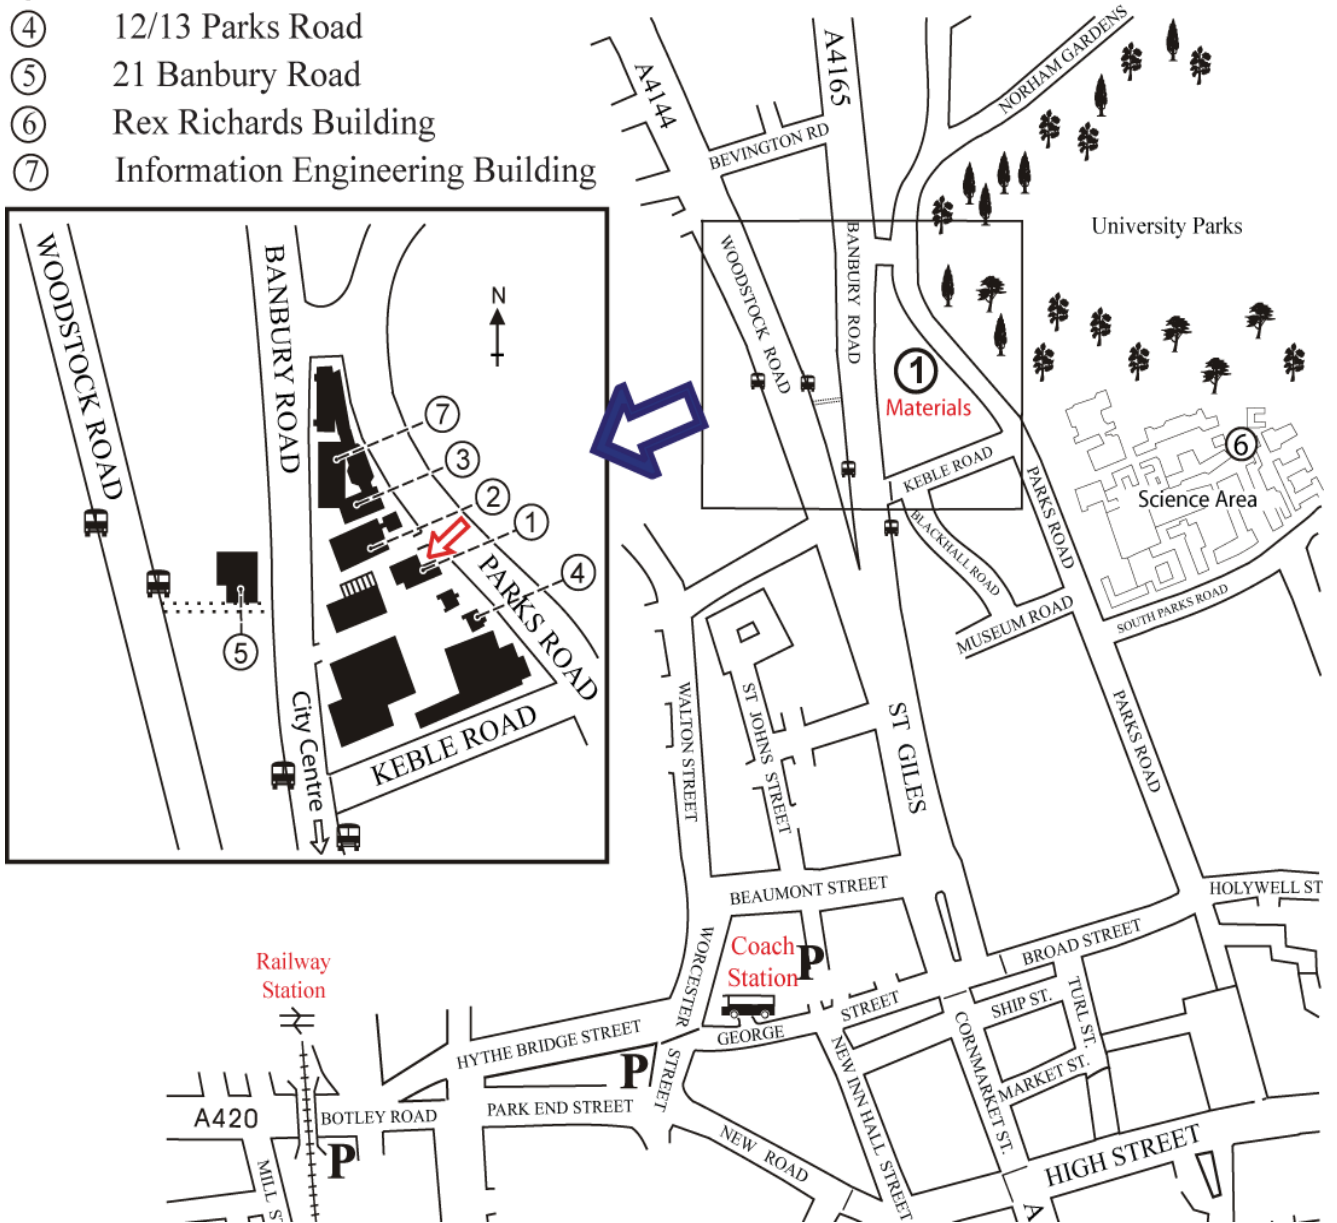 ④ 12/13 Parks Road
⑤ 21 Banbury Road
⑥ Rex Richards Building
⑦ Information Engineering Building
WOODSTOCK ROAD
BANBURY ROAD
N
7
3
2
1
4
5
PARKS ROAD
KEBLE ROAD
City Centre
A4144
A4165
NORHAM GARDENS
BEVINGTON RD
University Parks
WOODSTOCK ROAD
BANBURY ROAD
1
Materials
6
Science Area
KEBLE ROAD
PARKS ROAD
BLACKHALL ROAD
MUSEUM ROAD
SOUTH PARKS ROAD
WALTON STREET
ST JOHNS STREET
ST GILES
PARKS ROAD
BEAUMONT STREET
HOLYWELL ST
WORCESTER
STREET
Coach
Station
P
BROAD STREET
Railway
Station
SHIP ST.
TURL ST.
GEORGE
STREET
HYTHE BRIDGE STREET
P
CORNMARKET ST.
MARKET ST.
NEW INN HALL STREET
A420
BOTLEY ROAD
PARK END STREET
P
NEW ROAD
HIGH STREET
MILL S
A